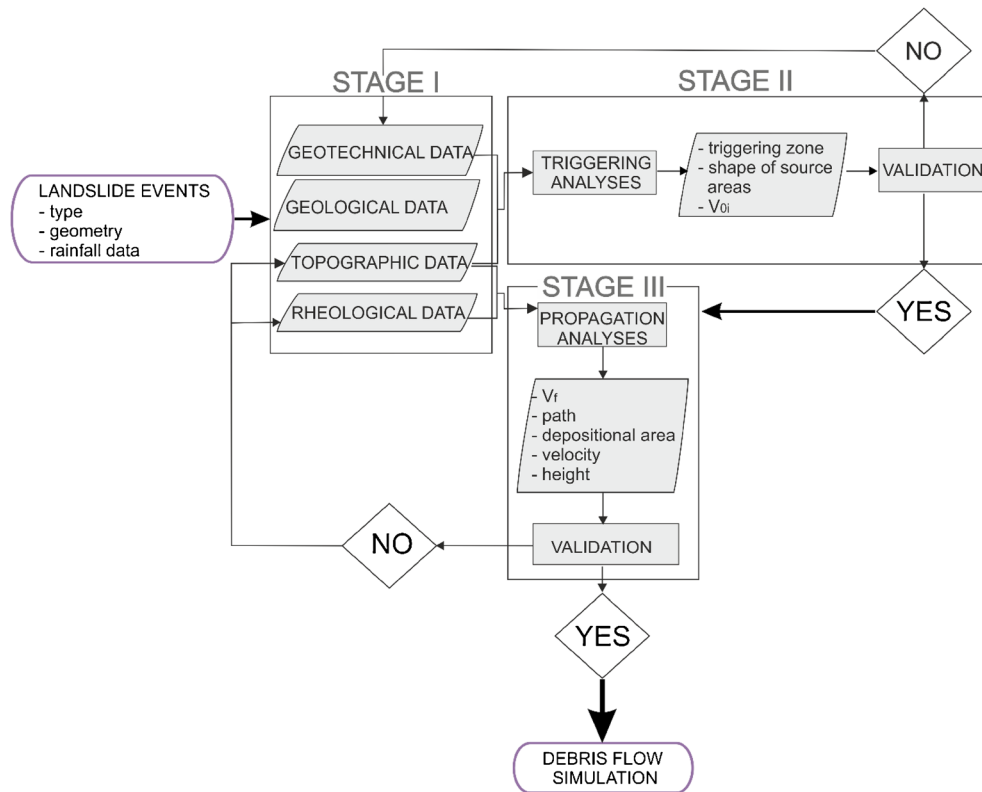 NO
STAGE I
STAGE II
GEOTECHNICAL DATA
GEOLOGICAL DATA
TOPOGRAPHIC DATA
RHEOLOGICAL DATA
LANDSLIDE EVENTS
- type
- geometry
- rainfall data
TRIGGERING
ANALYSES
- triggering zone
- shape of source
areas
- V0i
VALIDATION
YES
STAGE III
PROPAGATION
ANALYSES
- Vf
- path
- depositional area
- velocity
- height
VALIDATION
NO
YES
DEBRIS FLOW
SIMULATION